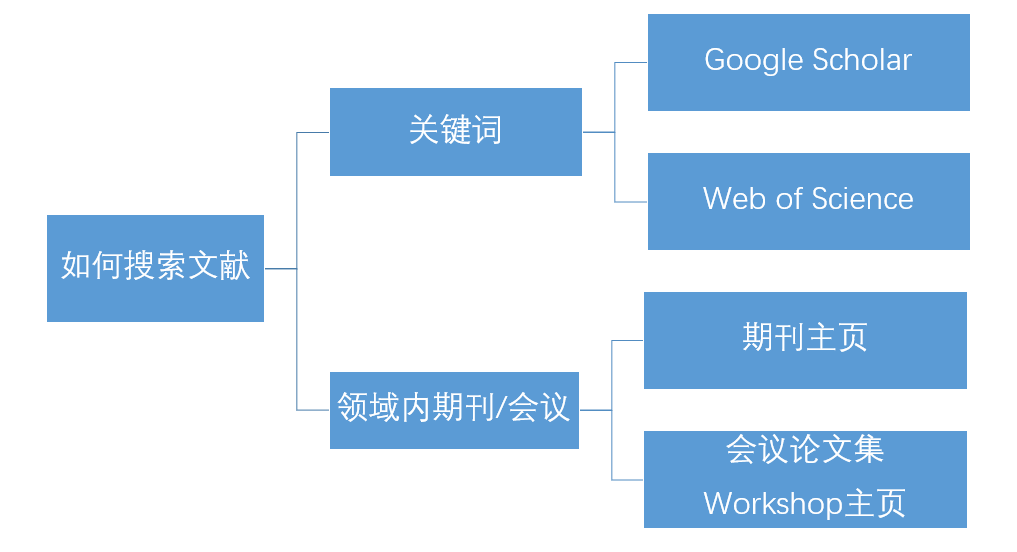 如何搜索文献
关键词
Google Scholar
Web of Science
领域内期刊/会议
期刊主页
会议论文集
Workshop主页